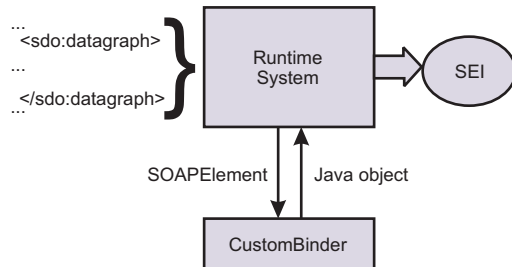 ...
<sdo:datagraph>
...
</sdo:datagraph>
...
Runtime
System
SEI
SOAPElement
Java object
CustomBinder